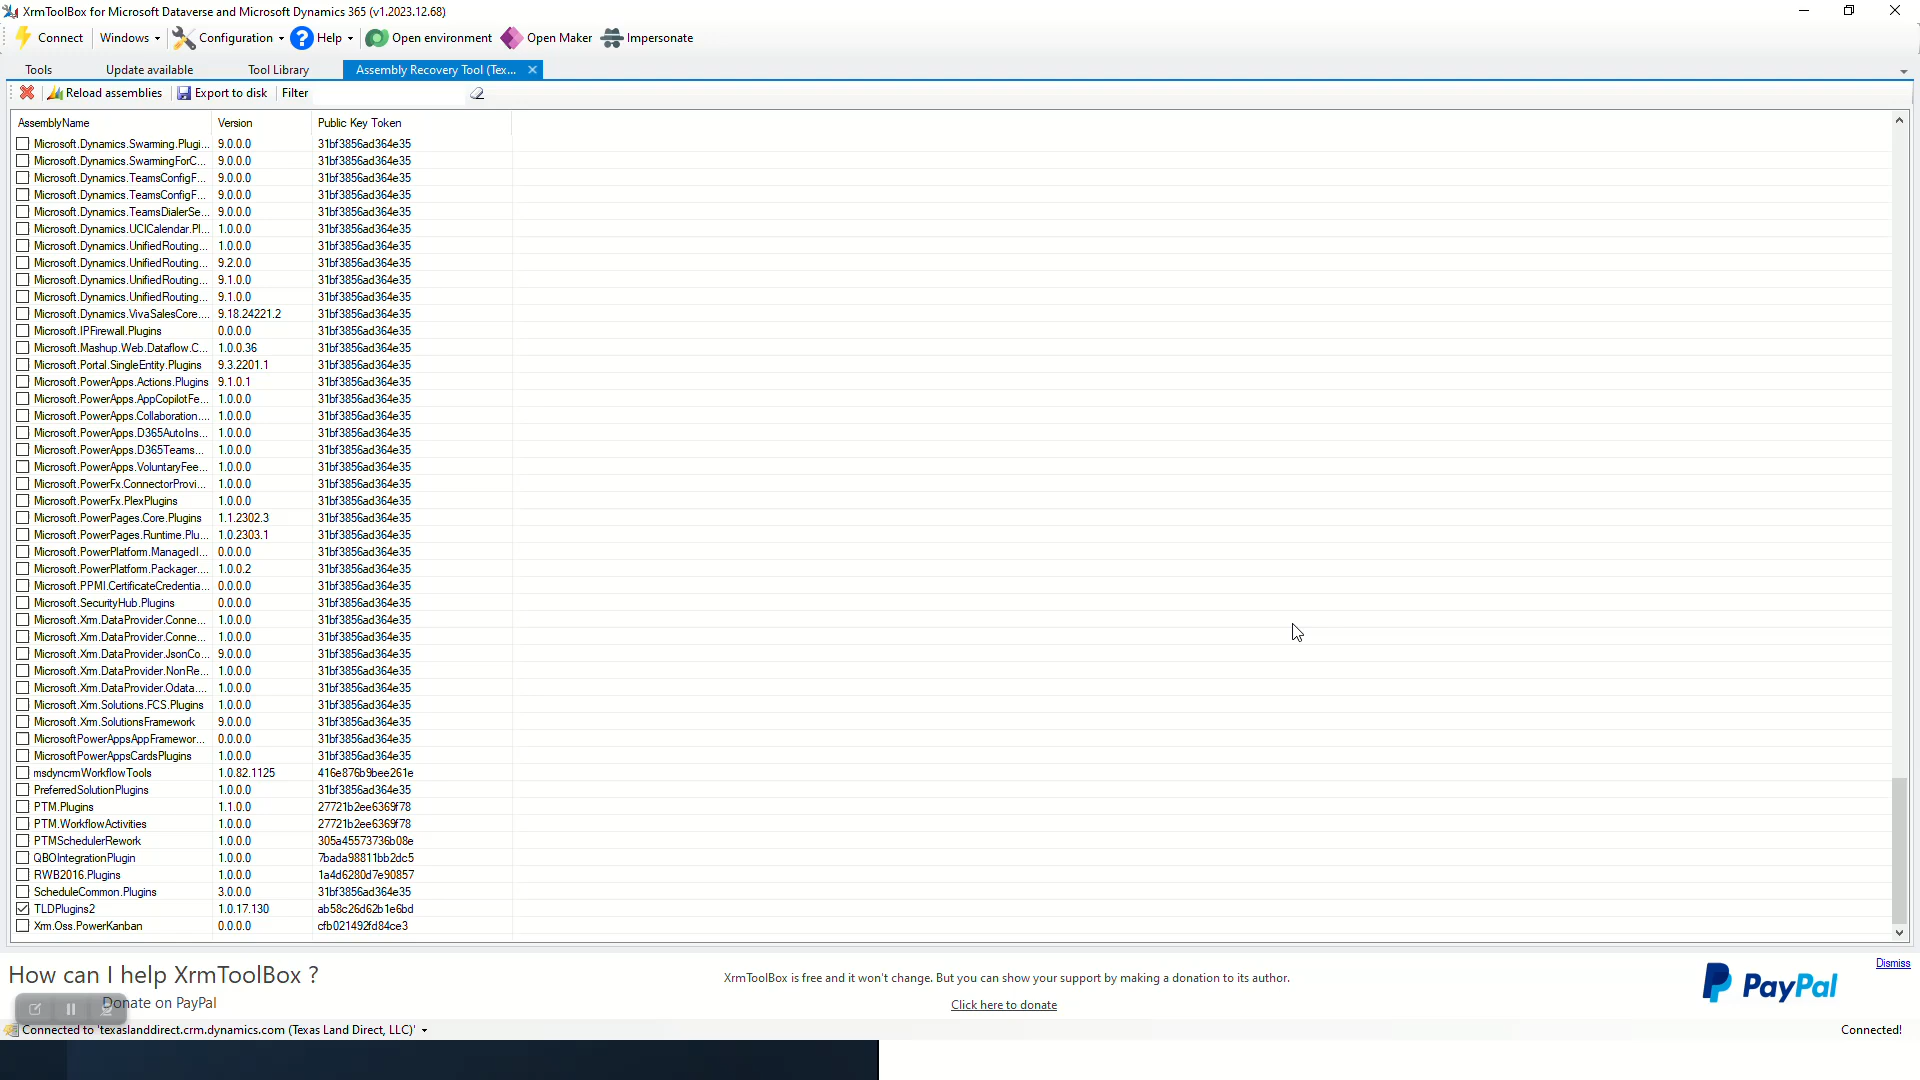 XrmToolBox for Microsoft Dataverse and Microsoft Dynamics 365 (v1.2023.12.68)
Connect Windows Configuration Help Open environment Open Maker Impersonate
Tools Update available Tool Library Assembly Recovery Tool (Tex...
Reload assemblies Export to disk Filter
AssemblyName Version Public Key Token
Microsoft.Dynamics.Swarming.Plugi... 9.0.0.0 31bf3856ad364e35
Microsoft.Dynamics.SwarmingForC... 9.0.0.0 31bf3856ad364e35
Microsoft.Dynamics.TeamsConfigF... 9.0.0.0 31bf3856ad364e35
Microsoft.Dynamics.TeamsConfigF... 9.0.0.0 31bf3856ad364e35
Microsoft.Dynamics.TeamsDialerSe... 9.0.0.0 31bf3856ad364e35
Microsoft.Dynamics.UCICalendar.Pl... 1.0.0.0 31bf3856ad364e35
Microsoft.Dynamics.UnifiedRouting... 1.0.0.0 31bf3856ad364e35
Microsoft.Dynamics.UnifiedRouting... 9.2.0.0 31bf3856ad364e35
Microsoft.Dynamics.UnifiedRouting... 9.1.0.0 31bf3856ad364e35
Microsoft.Dynamics.UnifiedRouting... 9.1.0.0 31bf3856ad364e35
Microsoft.Dynamics.VivaSalesCore.... 9.18.24221.2 31bf3856ad364e35
Microsoft.IPFirewall.Plugins 0.0.0.0 31bf3856ad364e35
Microsoft.Mashup.Web.Dataflow.C... 1.0.0.36 31bf3856ad364e35
Microsoft.Portal.SingleEntity.Plugins 9.3.2201.1 31bf3856ad364e35
Microsoft.PowerApps.Actions.Plugins 9.1.0.1 31bf3856ad364e35
Microsoft.PowerApps.AppCopilotFe... 1.0.0.0 31bf3856ad364e35
Microsoft.PowerApps.Collaboration.... 1.0.0.0 31bf3856ad364e35
Microsoft.PowerApps.D365AutoIns... 1.0.0.0 31bf3856ad364e35
Microsoft.PowerApps.D365Teams... 1.0.0.0 31bf3856ad364e35
Microsoft.PowerApps.VoluntaryFee... 1.0.0.0 31bf3856ad364e35
Microsoft.PowerFx.ConnectorProvi... 1.0.0.0 31bf3856ad364e35
Microsoft.PowerFx.PlexPlugins 1.0.0.0 31bf3856ad364e35
Microsoft.PowerPages.Core.Plugins 1.1.2302.3 31bf3856ad364e35
Microsoft.PowerPages.Runtime.Plu... 1.0.2303.1 31bf3856ad364e35
Microsoft.PowerPlatform.ManagedI... 0.0.0.0 31bf3856ad364e35
Microsoft.PowerPlatform.Packager.... 1.0.0.2 31bf3856ad364e35
Microsoft.PPMI.CertificateCredentia... 0.0.0.0 31bf3856ad364e35
Microsoft.SecurityHub.Plugins 0.0.0.0 31bf3856ad364e35
Microsoft.Xrm.DataProvider.Conne... 1.0.0.0 31bf3856ad364e35
Microsoft.Xrm.DataProvider.Conne... 1.0.0.0 31bf3856ad364e35
Microsoft.Xrm.DataProvider.JsonCo... 9.0.0.0 31bf3856ad364e35
Microsoft.Xrm.DataProvider.NonRe... 1.0.0.0 31bf3856ad364e35
Microsoft.Xrm.DataProvider.Odata.... 1.0.0.0 31bf3856ad364e35
Microsoft.Xrm.Solutions.FCS.Plugins 1.0.0.0 31bf3856ad364e35
Microsoft.Xrm.SolutionsFramework 9.0.0.0 31bf3856ad364e35
MicrosoftPowerAppsAppFramewor... 0.0.0.0 31bf3856ad364e35
MicrosoftPowerAppsCardsPlugins 1.0.0.0 31bf3856ad364e35
msdyncrmWorkflowTools 1.0.82.1125 416e876b9bee261e
PreferredSolutionPlugins 1.0.0.0 31bf3856ad364e35
PTM.Plugins 1.1.0.0 27721b2ee6369f78
PTM.WorkflowActivities 1.0.0.0 27721b2ee6369f78
PTMSchedulerRework 1.0.0.0 305a45573736b08e
QBOIntegrationPlugin 1.0.0.0 7bada98811bb2dc5
RWB2016.Plugins 1.0.0.0 1a4d6280d7e90857
ScheduleCommon.Plugins 3.0.0.0 31bf3856ad364e35
TLDPlugins2 1.0.17.130 ab58c26d62b1e6bd
Xrm.Oss.PowerKanban 0.0.0.0 cfb021492fd84ce3
How can I help XrmToolBox ?
Donate on PayPal
XrmToolBox is free and it won't change. But you can show your support by making a donation to its author.
Click here to donate
PayPal
Dismiss
Connected to 'texaslanddirect.crm.dynamics.com (Texas Land Direct, LLC)'
Connected!